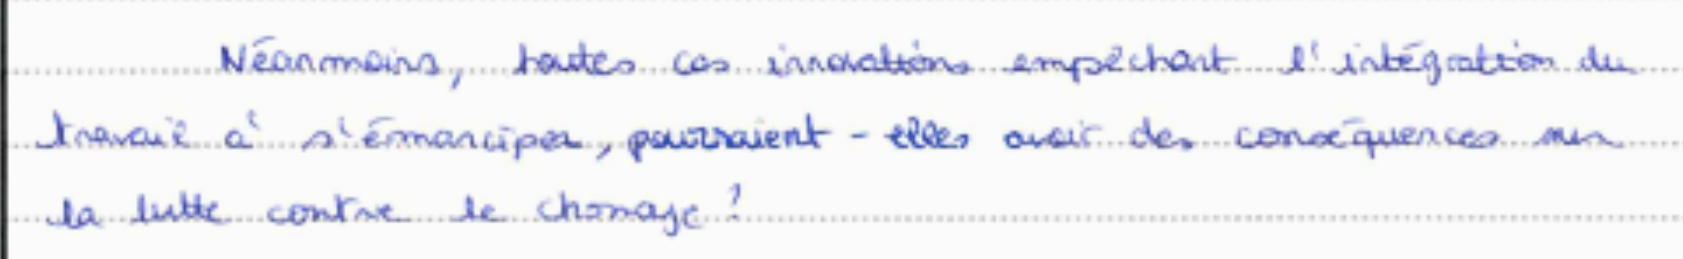 Néanmoins, toutes ces innovations empêchant l'intégration du
travail à s'émanciper, pourraient-elles avoir des conséquences sur
la lutte contre le chômage ?